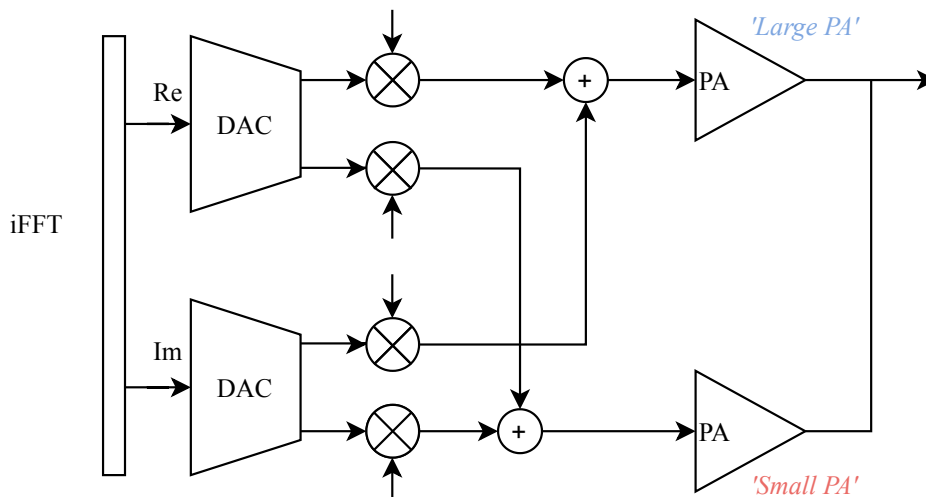 'Large PA'
Re
PA
+
DAC
iFFT
Im
DAC
PA
+
'Small PA'